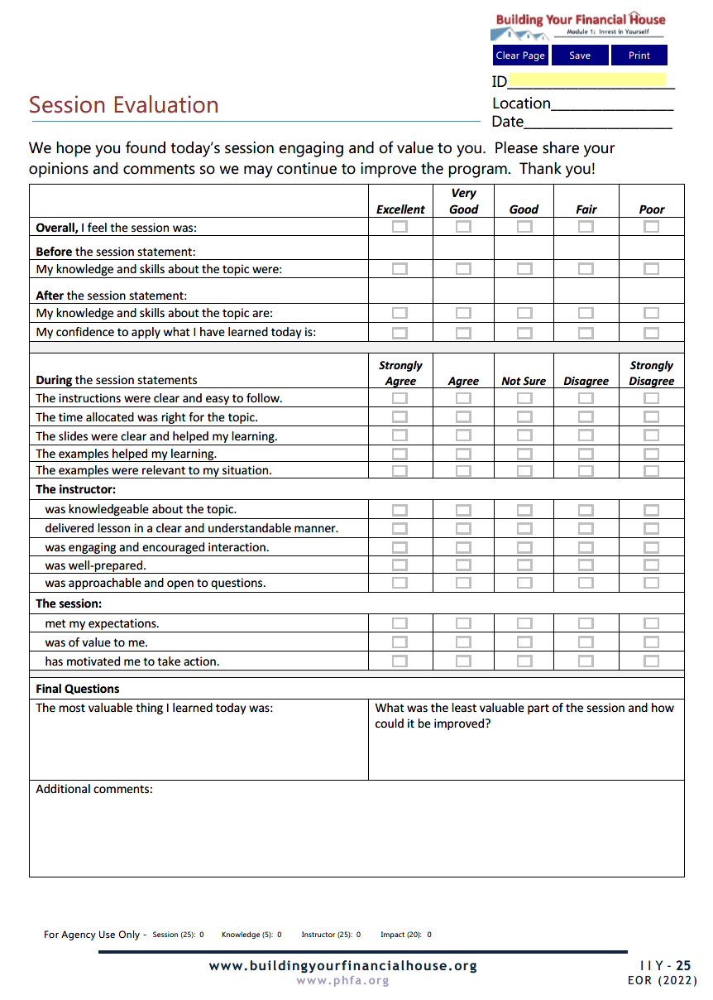 Building Your Financial House
Module 1: Invest in Yourself
Clear Page Save Print
ID
Location
Date
Session Evaluation
We hope you found today's session engaging and of value to you. Please share your
opinions and comments so we may continue to improve the program. Thank you!
Excellent Very Good Good Fair Poor
Overall, I feel the session was:
Before the session statement:
My knowledge and skills about the topic were:
After the session statement:
My knowledge and skills about the topic are:
My confidence to apply what I have learned today is:
During the session statements Strongly Agree Agree Not Sure Disagree Strongly Disagree
The instructions were clear and easy to follow.
The time allocated was right for the topic.
The slides were clear and helped my learning.
The examples helped my learning.
The examples were relevant to my situation.
The instructor:
was knowledgeable about the topic.
delivered lesson in a clear and understandable manner.
was engaging and encouraged interaction.
was well-prepared.
was approachable and open to questions.
The session:
met my expectations.
was of value to me.
has motivated me to take action.
Final Questions
The most valuable thing I learned today was:
What was the least valuable part of the session and how
could it be improved?
Additional comments:
For Agency Use Only - Session (25): 0 Knowledge (5): 0 Instructor (25): 0 Impact (20): 0
www.buildingyourfinancialhouse.org
www.phfa.org
IIY - 25
EOR (2022)